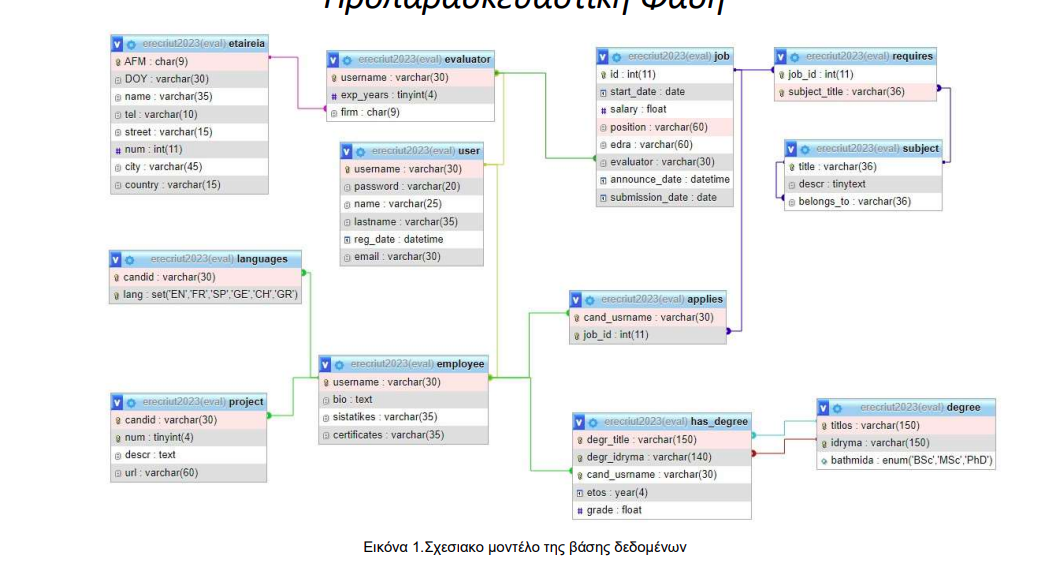 Προπαρασκευαστική Φάση
erecriut2023(eval) etaireia
AFM : char(9)
DOY : varchar(30)
name : varchar(35)
tel : varchar(10)
street : varchar(15)
num : int(11)
city : varchar(45)
country : varchar(15)
erecriut2023(eval) evaluator
username : varchar(30)
exp_years : tinyint(4)
firm : char(9)
erecriut2023(eval) user
username : varchar(30)
password : varchar(20)
name : varchar(25)
lastname : varchar(35)
reg_date : datetime
email : varchar(30)
erecriut2023(eval) job
id : int(11)
start_date : date
salary : float
position : varchar(60)
edra : varchar(60)
evaluator : varchar(30)
announce_date : datetime
submission_date : date
erecriut2023(eval) requires
job_id : int(11)
subject_title : varchar(36)
erecriut2023(eval) subject
title : varchar(36)
descr : tinytext
belongs_to : varchar(36)
erecriut2023(eval) languages
candid : varchar(30)
lang : set('EN','FR','SP','GE','CH','GR')
erecriut2023(eval) applies
cand_usrname : varchar(30)
job_id : int(11)
erecriut2023(eval) employee
username : varchar(30)
bio : text
sistatikes : varchar(35)
certificates : varchar(35)
erecriut2023(eval) project
candid : varchar(30)
num : tinyint(4)
descr : text
url : varchar(60)
erecriut2023(eval) has_degree
degr_title : varchar(150)
degr_idryma : varchar(140)
cand_usrname : varchar(30)
etos : year(4)
grade : float
erecriut2023(eval) degree
titlos : varchar(150)
idryma : varchar(150)
bathmida : enum('BSc','MSc','PhD')
Εικόνα 1.Σχεσιακο μοντέλο της βάσης δεδομένων